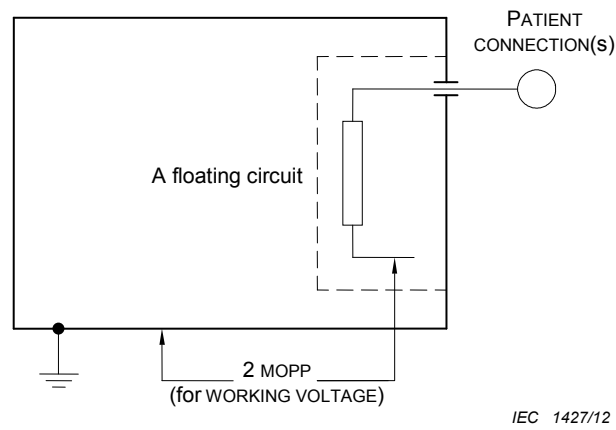 PATIENT
CONNECTION(s)
A floating circuit
2 MOPP
(for WORKING VOLTAGE)
IEC 1427/12